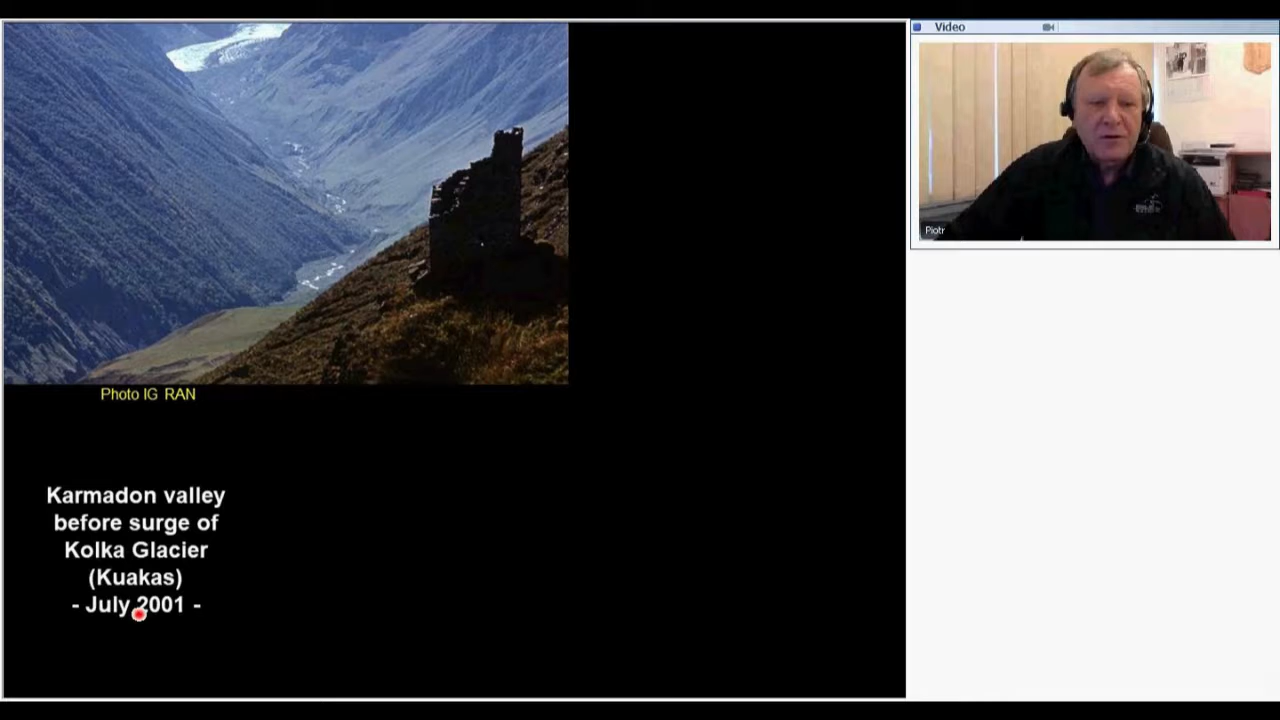 Video
Piotr
Photo IG RAN
Karmadon valley
before surge of
Kolka Glacier
(Kuakas)
- July 2001 -